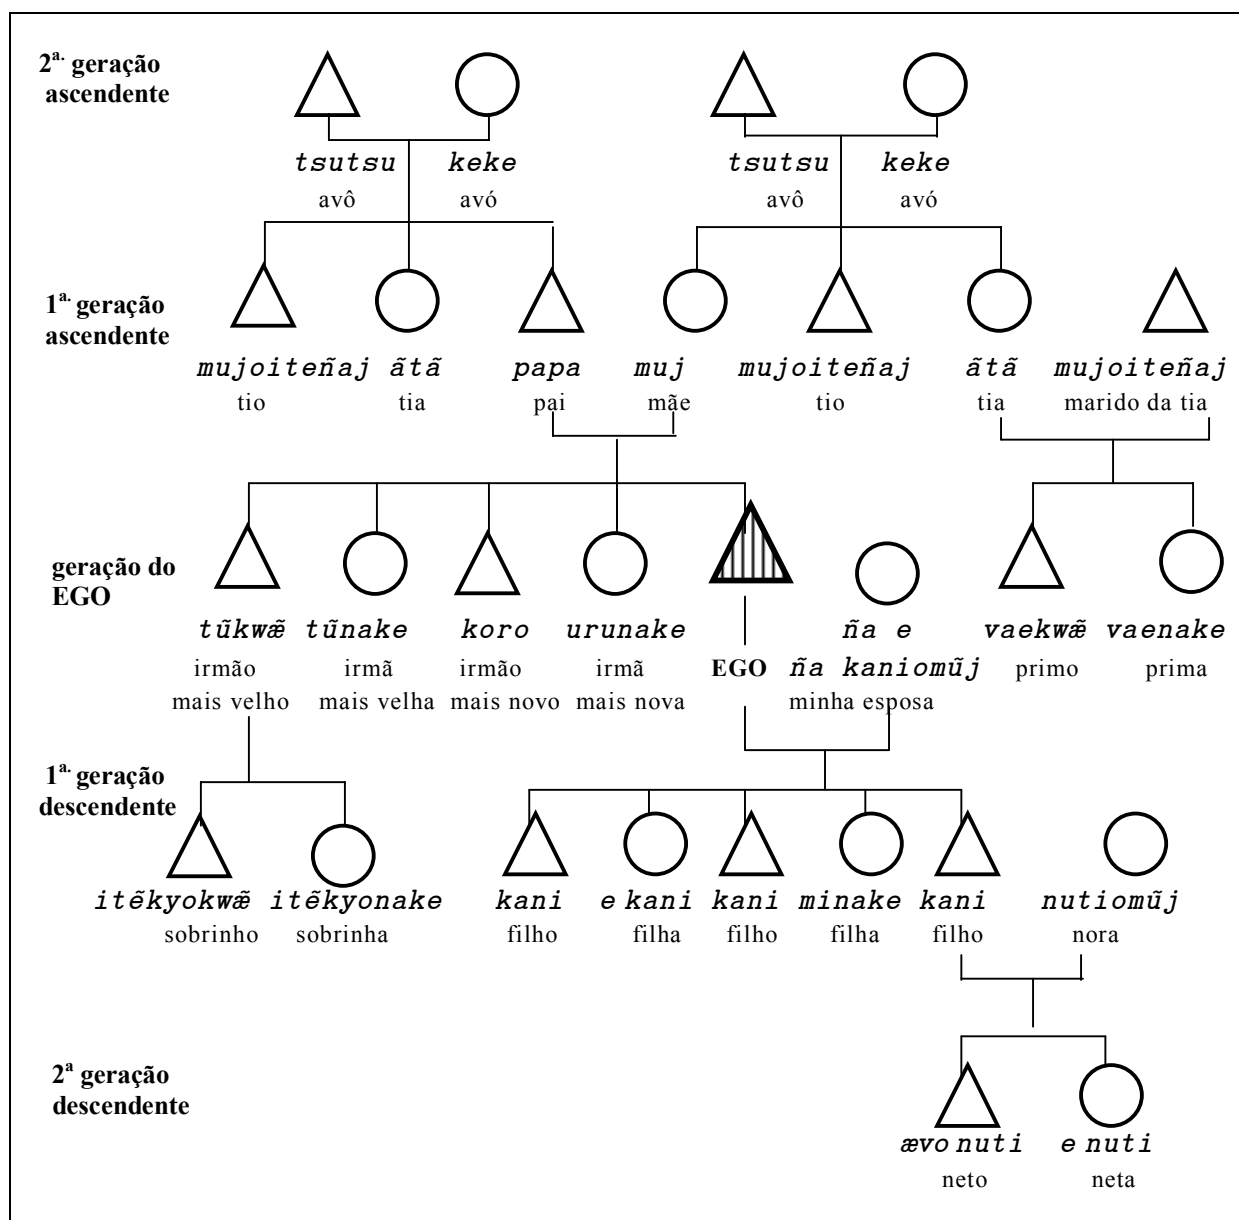 2ª. geração
ascendente
tsutsu keke tsutsu keke
avô avó avô avó
1ª. geração
ascendente
mujoiteñaj ãtã papa muj mujoiteñaj ãtã mujoiteñaj
tio tia pai mãe tio tia marido da tia
geração do
EGO
tũkwæ̃ tũnake koro urunake ña e vaekwæ̃ vaenake
irmão irmã irmão irmã EGO ña kaniomũj primo prima
mais velho mais velha mais novo mais nova minha esposa
1ª. geração
descendente
itẽkyokwæ̃ itẽkyonake kani e kani kani minake kani nutiomũj
sobrinho sobrinha filho filha filho filha filho nora
2ª geração
descendente
ævo nuti e nuti
neto neta